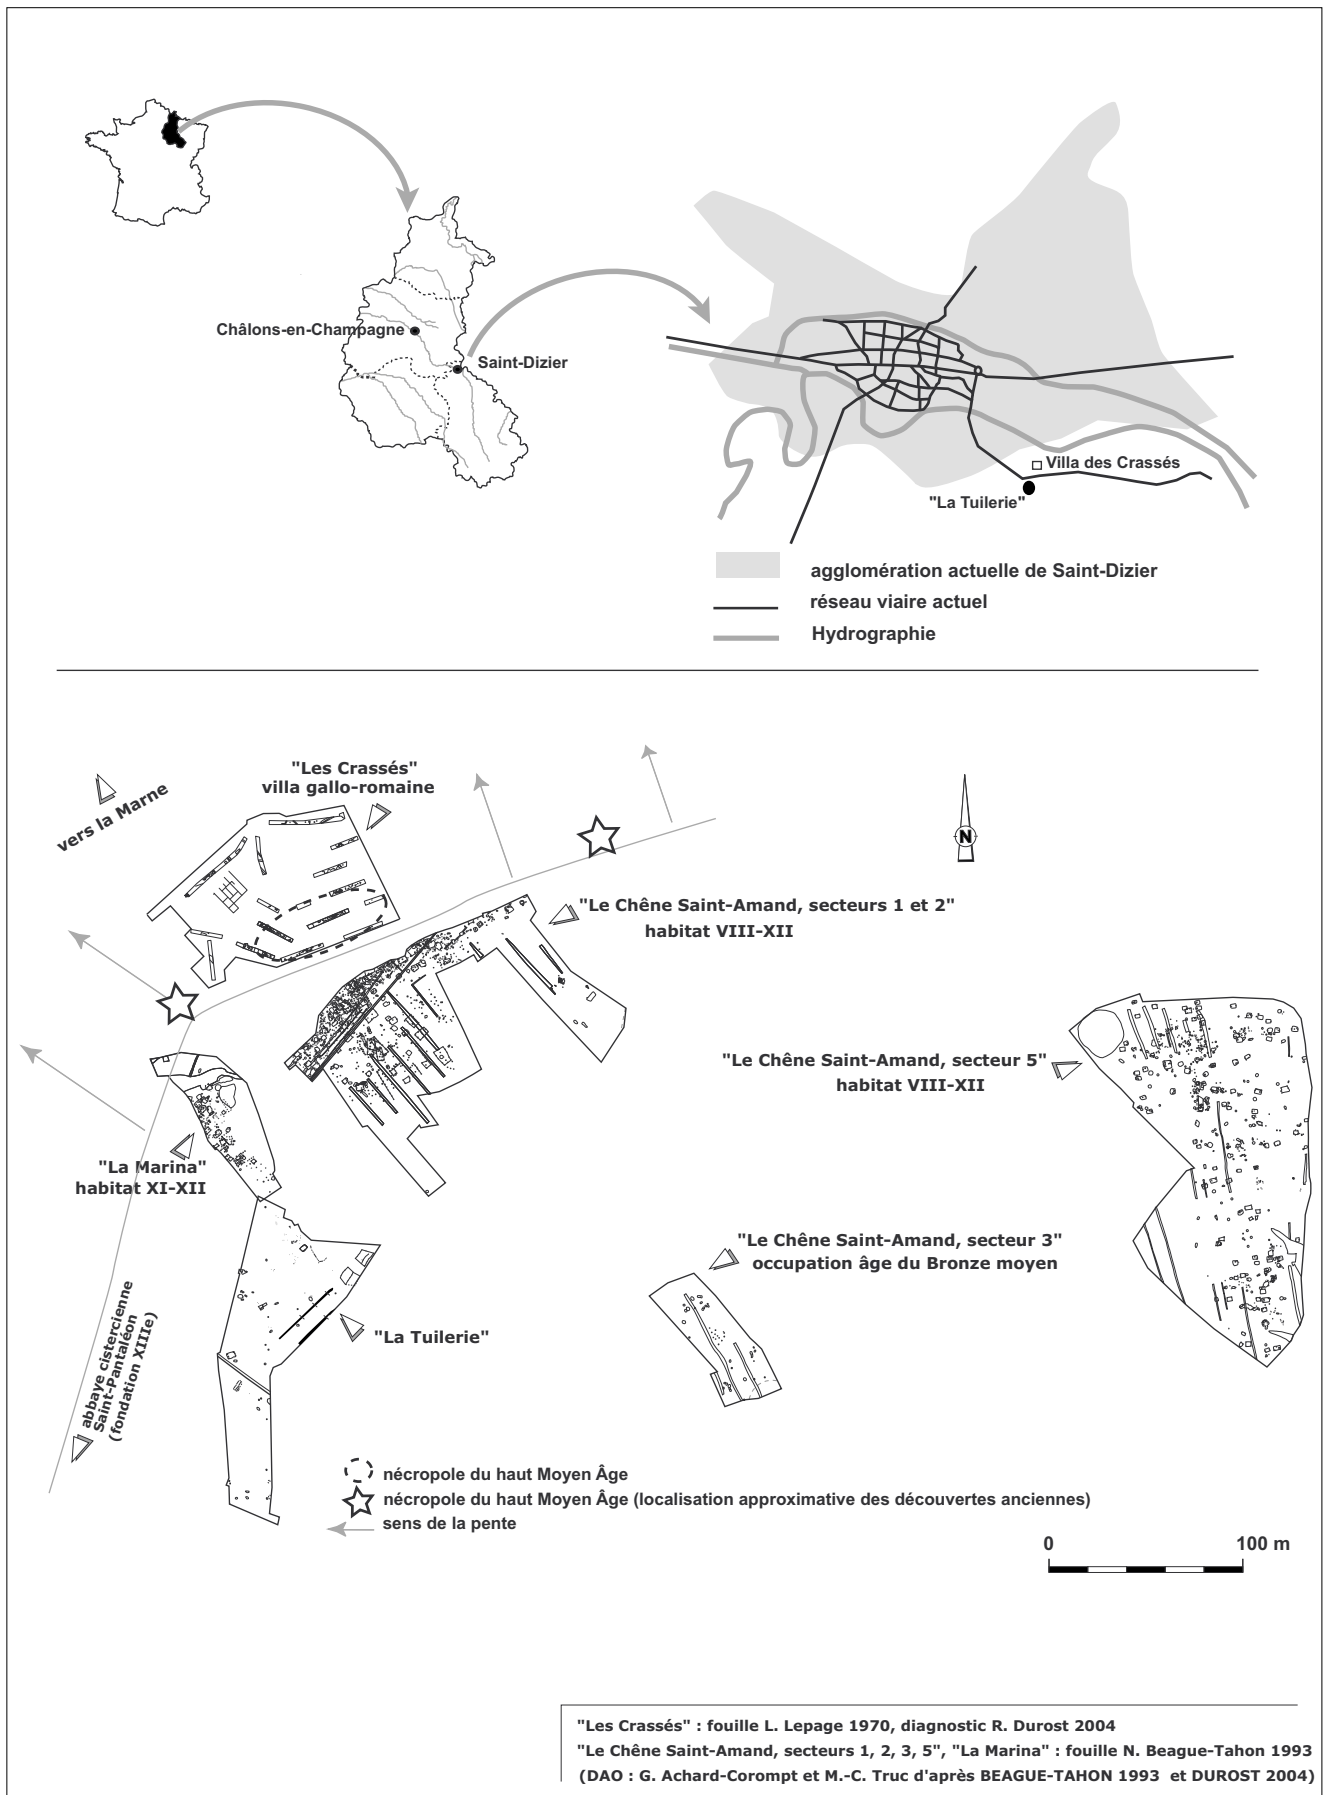 Châlons-en-Champagne
Saint-Dizier
Villa des Crassés
"La Tuilerie"
agglomération actuelle de Saint-Dizier
réseau viaire actuel
Hydrographie
"Les Crassés"
villa gallo-romaine
vers la Marne
N
"Le Chêne Saint-Amand, secteurs 1 et 2"
habitat VIII-XII
"Le Chêne Saint-Amand, secteur 5"
habitat VIII-XII
"La Marina"
habitat XI-XII
"Le Chêne Saint-Amand, secteur 3"
occupation âge du Bronze moyen
"La Tuilerie"
abbaye cistercienne
Saint-Pantaléon
(fondation XIIIe)
nécropole du haut Moyen Âge
nécropole du haut Moyen Âge (localisation approximative des découvertes anciennes)
sens de la pente
0 100 m
"Les Crassés" : fouille L. Lepage 1970, diagnostic R. Durost 2004
"Le Chêne Saint-Amand, secteurs 1, 2, 3, 5", "La Marina" : fouille N. Beague-Tahon 1993
(DAO : G. Achard-Corompt et M.-C. Truc d'après BEAGUE-TAHON 1993 et DUROST 2004)